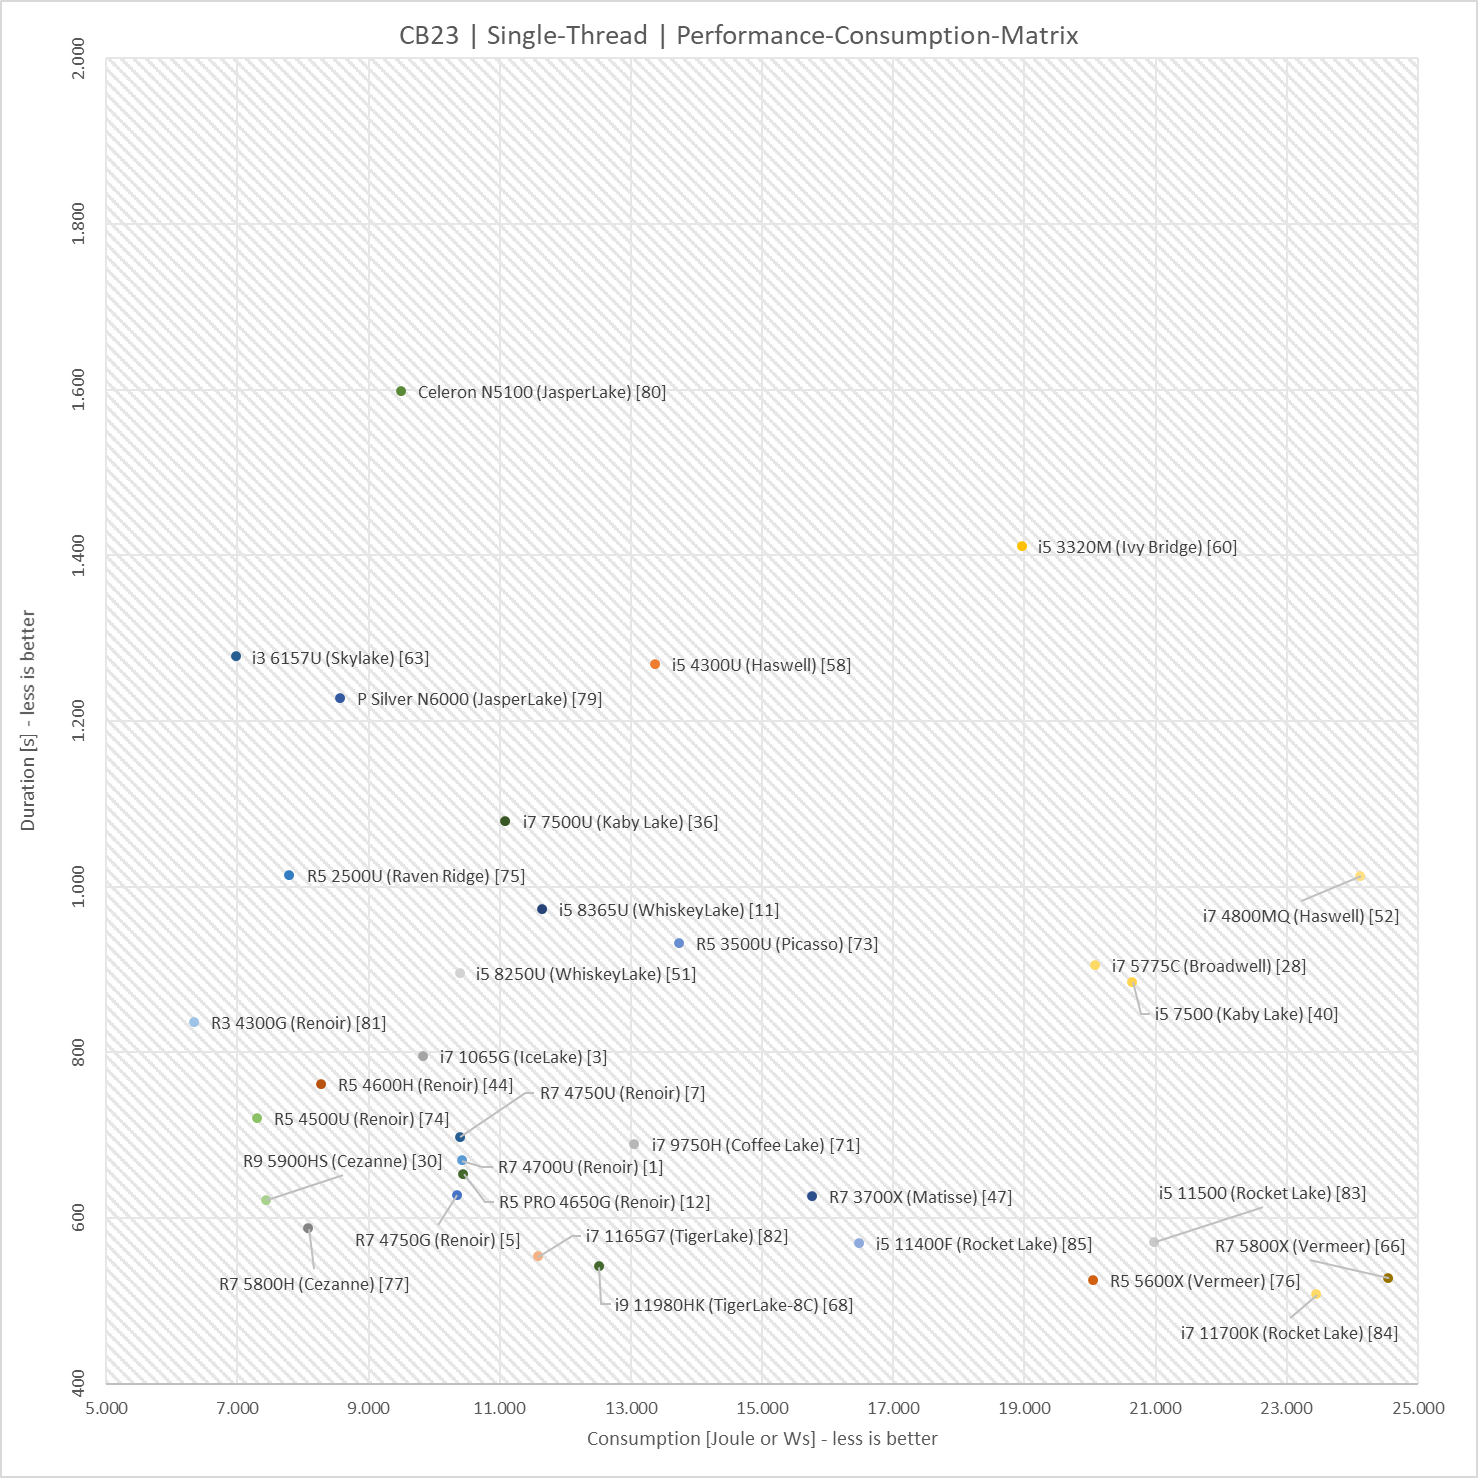 CB23 | Single-Thread | Performance-Consumption-Matrix
2.000
1.800
1.600
Celeron N5100 (JasperLake) [80]
1.400
i5 3320M (Ivy Bridge) [60]
i3 6157U (Skylake) [63]
i5 4300U (Haswell) [58]
P Silver N6000 (JasperLake) [79]
1.200
Duration [s] - less is better
i7 7500U (Kaby Lake) [36]
R5 2500U (Raven Ridge) [75]
1.000
i5 8365U (WhiskeyLake) [11]
i7 4800MQ (Haswell) [52]
R5 3500U (Picasso) [73]
i7 5775C (Broadwell) [28]
i5 8250U (WhiskeyLake) [51]
i5 7500 (Kaby Lake) [40]
R3 4300G (Renoir) [81]
800
i7 1065G (IceLake) [3]
R5 4600H (Renoir) [44]
R7 4750U (Renoir) [7]
R5 4500U (Renoir) [74]
i7 9750H (Coffee Lake) [71]
R9 5900HS (Cezanne) [30]
R7 4700U (Renoir) [1]
i5 11500 (Rocket Lake) [83]
R7 3700X (Matisse) [47]
R5 PRO 4650G (Renoir) [12]
600
i7 1165G7 (TigerLake) [82]
R7 4750G (Renoir) [5]
i5 11400F (Rocket Lake) [85]
R7 5800X (Vermeer) [66]
R7 5800H (Cezanne) [77]
R5 5600X (Vermeer) [76]
i9 11980HK (TigerLake-8C) [68]
i7 11700K (Rocket Lake) [84]
400
5.000 7.000 9.000 11.000 13.000 15.000 17.000 19.000 21.000 23.000 25.000
Consumption [Joule or Ws] - less is better